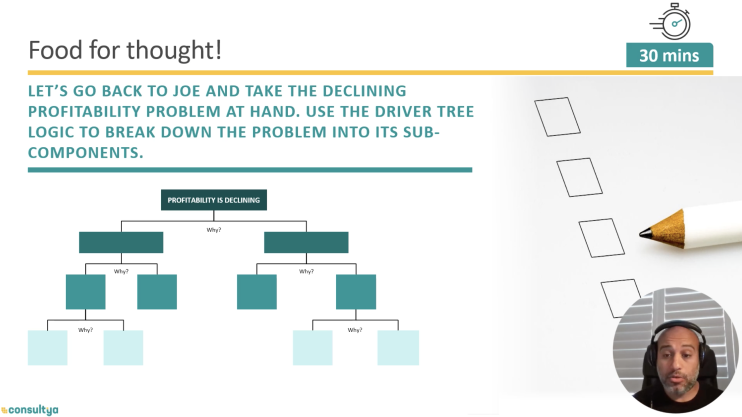 Food for thought!
30 mins
LET'S GO BACK TO JOE AND TAKE THE DECLINING
PROFITABILITY PROBLEM AT HAND. USE THE DRIVER TREE
LOGIC TO BREAK DOWN THE PROBLEM INTO ITS SUB-
COMPONENTS.
PROFITABILITY IS DECLINING
Why?
Why?
Why?
Why?
Why?
consultya